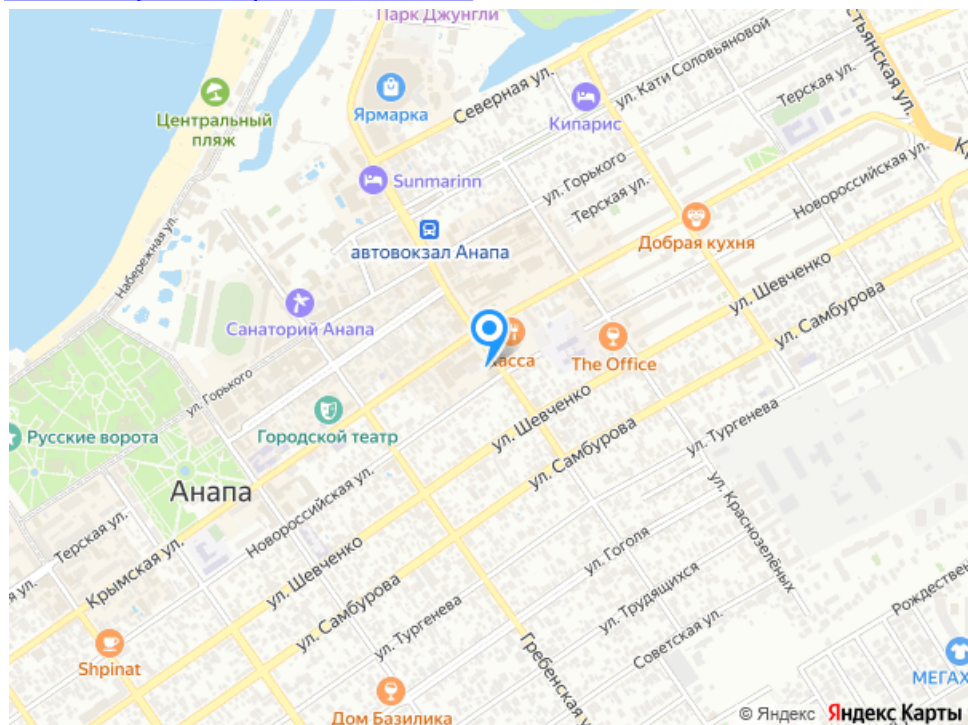 Парк Джунгли
Ярмарка
Северная ул.
Кипарис
ул. Кати Соловьяновой
Терская ул.
Центральный
пляж
Sunmarinn
ул. Горького
Терская ул.
Новороссийская ул.
Добрая кухня
Набережная ул.
автовокзал Анапа
ул. Шевченко
ул. Самбурова
Санаторий Анапа
The Office
ул. Горького
Русские ворота
Городской театр
ул. Шевченко
ул. Тургенева
Анапа
ул. Самбурова
Новороссийская ул.
ул. Краснозелёных
Терская ул.
Крымская ул.
ул. Шевченко
ул. Гоголя
ул. Самбурова
ул. Трудящихся
ул. Тургенева
Советская ул.
Гребенская
Shpinat
Дом Базилика
© Яндекс Яндекс Карты